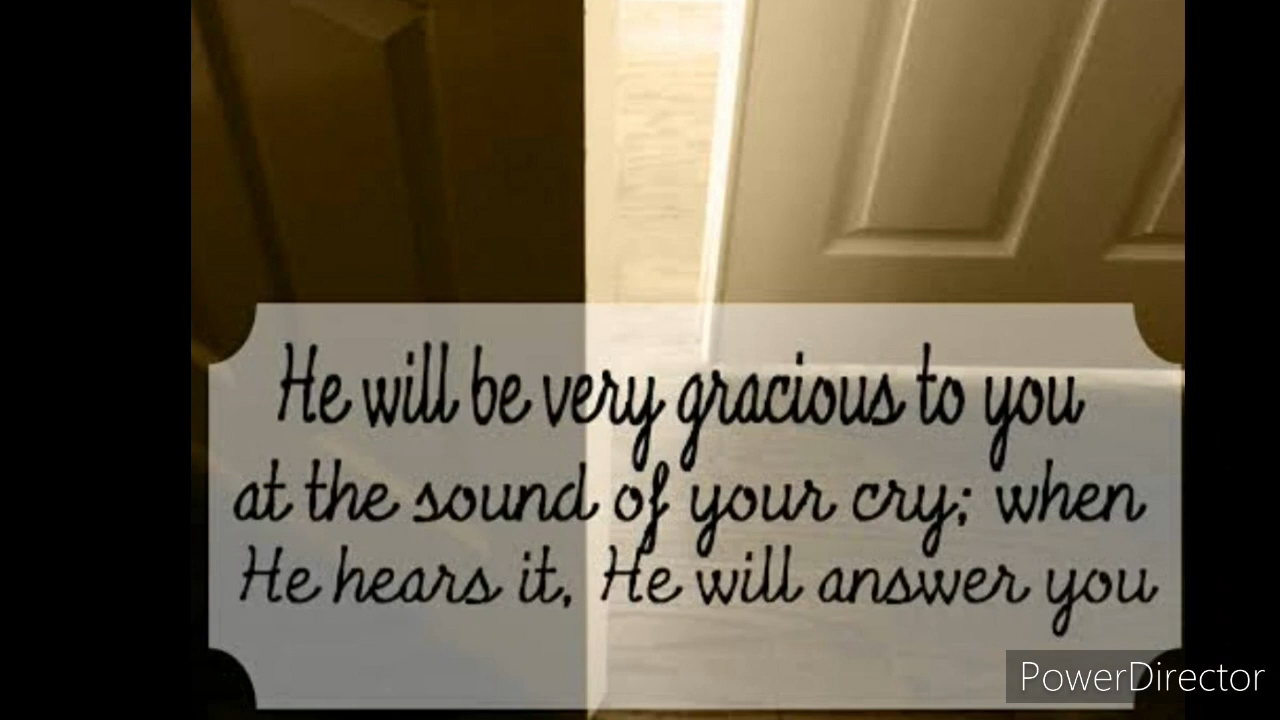 He will be very gracious to you
at the sound of your cry; when
He hears it, He will answer you
PowerDirector